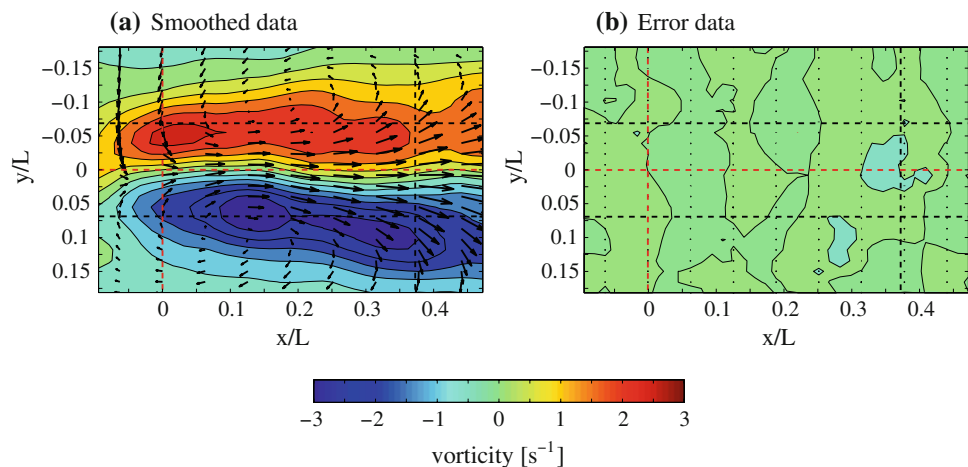 (a) Smoothed data
(b) Error data
y/L
−0.15
−0.1
−0.05
0
0.05
0.1
0.15
0 0.1 0.2 0.3 0.4
x/L
y/L
−0.15
−0.1
−0.05
0
0.05
0.1
0.15
0 0.1 0.2 0.3 0.4
x/L
−3 −2 −1 0 1 2 3
vorticity [s⁻¹]